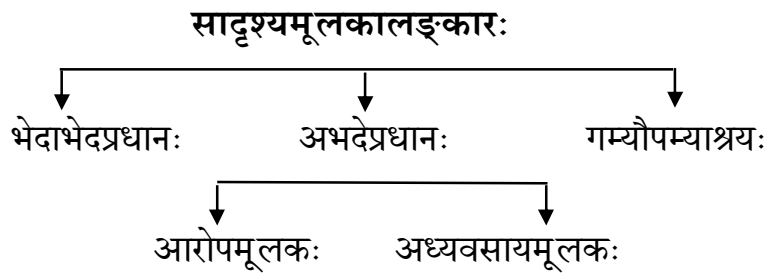 सादृश्यमूलकालङ्कारः
भेदाभेदप्रधानः अभदेप्रधानः गम्यौपम्याश्रयः
आरोपमूलकः अध्यवसायमूलकः